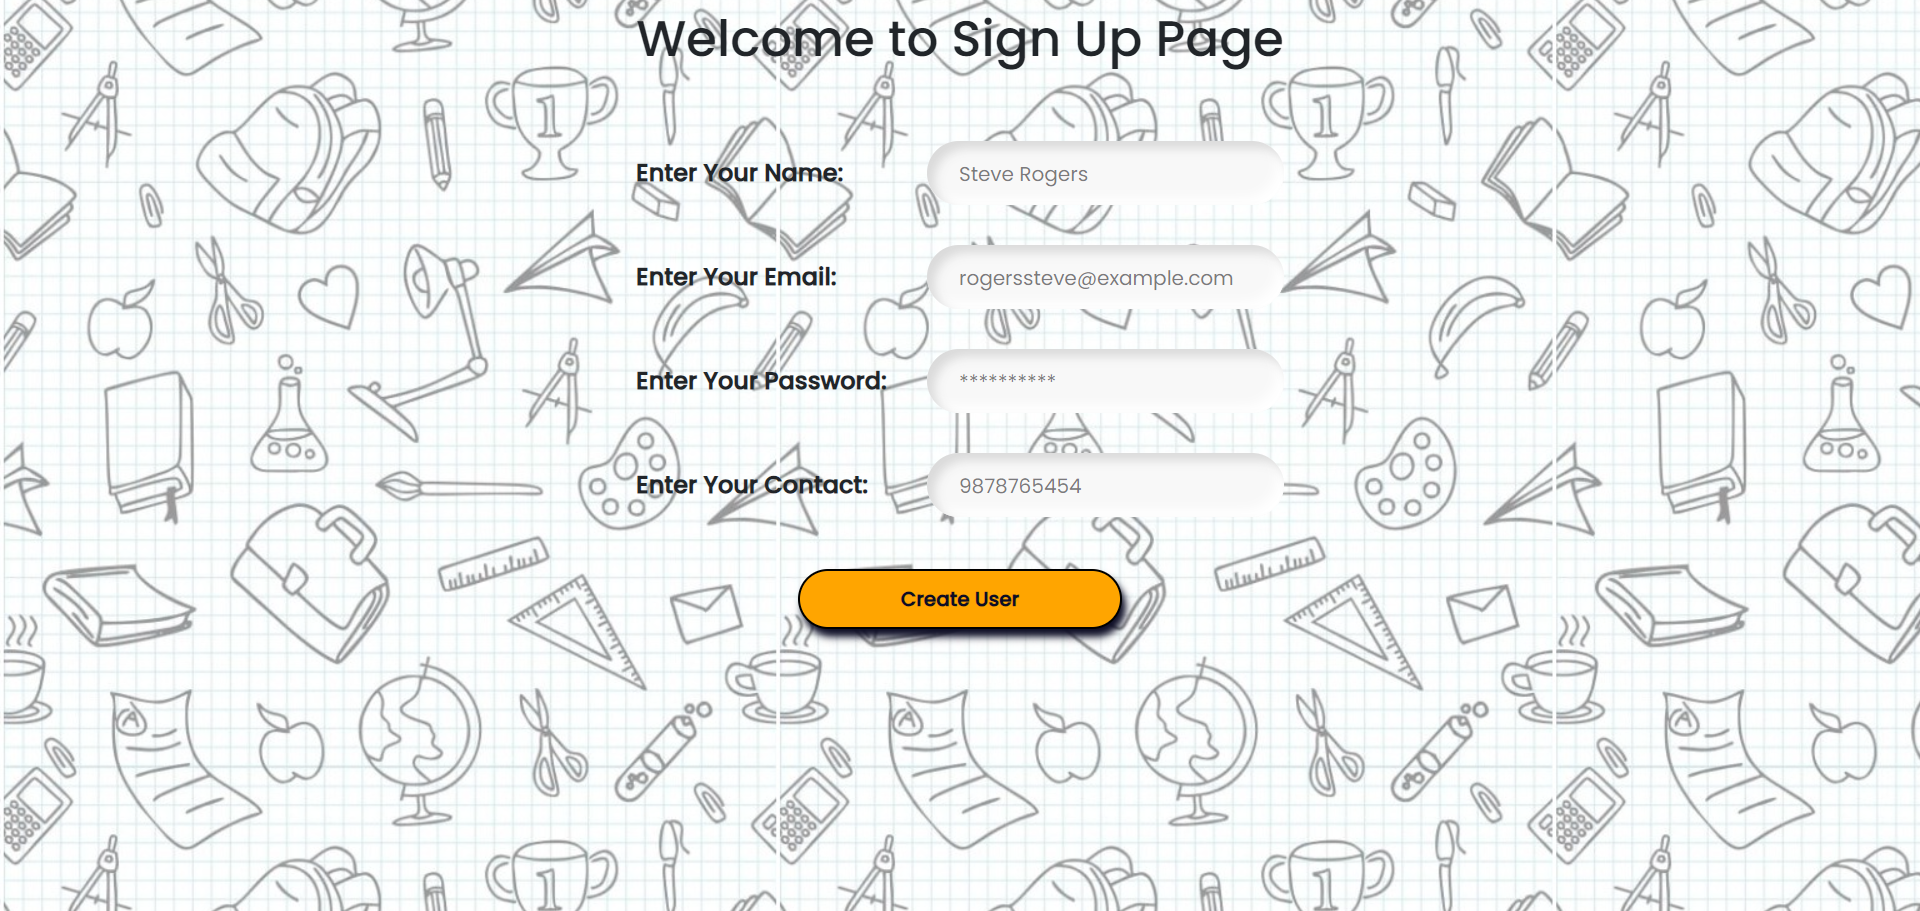 Welcome to Sign Up Page
Enter Your Name: Steve Rogers
Enter Your Email: rogerssteve@example.com
Enter Your Password: **********
Enter Your Contact: 9878765454
Create User